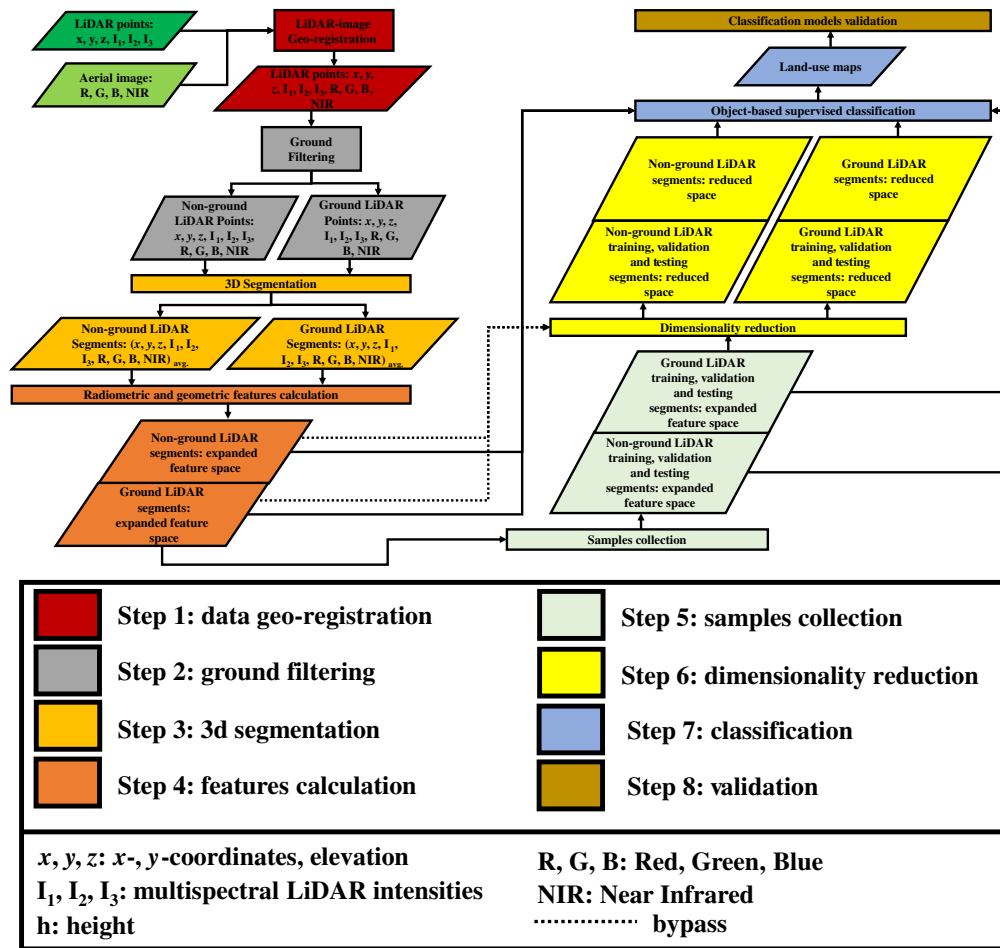 LiDAR points:
x, y, z, I1, I2, I3
Aerial image:
R, G, B, NIR
LiDAR-image
Geo-registration
LiDAR points: x, y,
z, I1, I2, I3, R, G, B,
NIR
Ground
Filtering
Non-ground
LiDAR Points:
x, y, z, I1, I2, I3,
R, G, B, NIR
Ground LiDAR
Points: x, y, z,
I1, I2, I3, R, G,
B, NIR
3D Segmentation
Non-ground LiDAR
Segments: (x, y, z, I1, I2,
I3, R, G, B, NIR) avg.
Ground LiDAR
Segments: (x, y, z, I1,
I2, I3, R, G, B, NIR) avg.
Radiometric and geometric features calculation
Non-ground LiDAR
segments: expanded
feature space
Ground LiDAR
segments:
expanded feature
space
Classification models validation
Land-use maps
Object-based supervised classification
Non-ground LiDAR
segments: reduced
space
Ground LiDAR
segments: reduced
space
Non-ground LiDAR
training, validation
and testing
segments: reduced
space
Ground LiDAR
training, validation
and testing
segments: reduced
space
Dimensionality reduction
Ground LiDAR
training, validation
and testing
segments: expanded
feature space
Non-ground LiDAR
training, validation
and testing
segments: expanded
feature space
Samples collection
Step 1: data geo-registration
Step 2: ground filtering
Step 3: 3d segmentation
Step 4: features calculation
Step 5: samples collection
Step 6: dimensionality reduction
Step 7: classification
Step 8: validation
x, y, z: x-, y-coordinates, elevation
I1, I2, I3: multispectral LiDAR intensities
h: height
R, G, B: Red, Green, Blue
NIR: Near Infrared
bypass